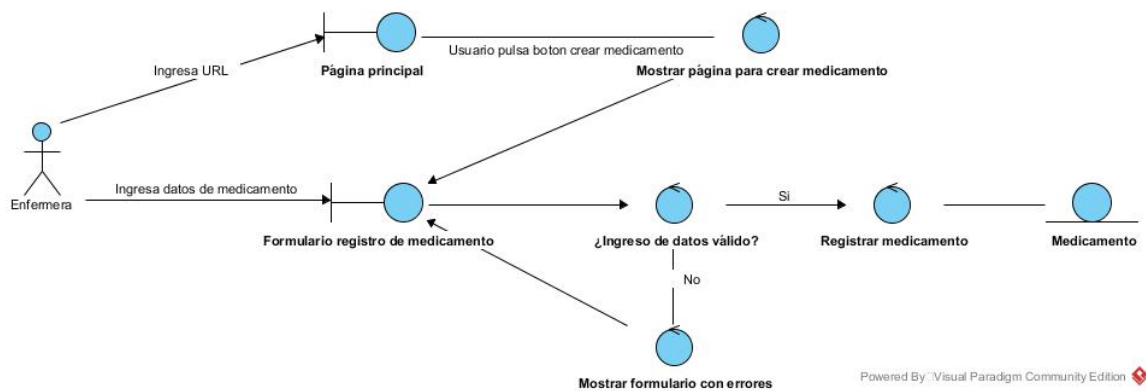 Ingresa URL
Página principal
Usuario pulsa boton crear medicamento
Mostrar página para crear medicamento
Enfermera
Ingresa datos de medicamento
Formulario registro de medicamento
¿Ingreso de datos válido?
Si
Registrar medicamento
Medicamento
No
Mostrar formulario con errores
Powered By Visual Paradigm Community Edition